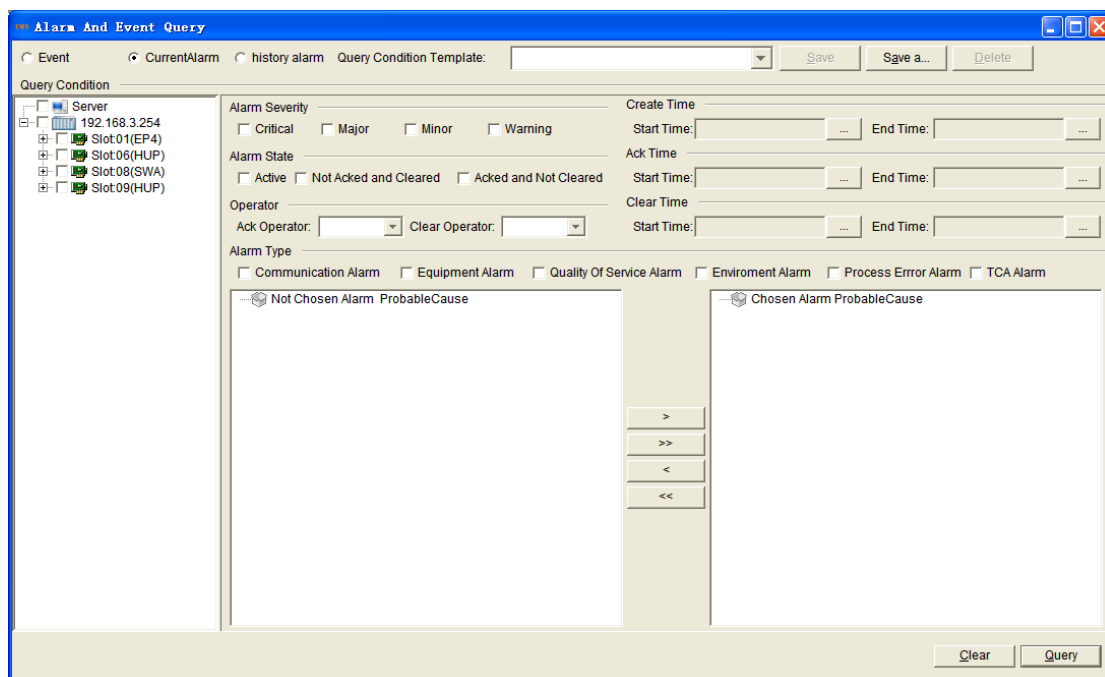 EMS Alarm And Event Query
Event CurrentAlarm history alarm Query Condition Template: Save Save a... Delete
Query Condition
Server
192.168.3.254
Slot:01(EP4)
Slot:06(HUP)
Slot:08(SWA)
Slot:09(HUP)
Alarm Severity
Critical Major Minor Warning
Alarm State
Active Not Acked and Cleared Acked and Not Cleared
Operator
Ack Operator: Clear Operator:
Create Time
Start Time: ... End Time: ...
Ack Time
Start Time: ... End Time: ...
Clear Time
Start Time: ... End Time: ...
Alarm Type
Communication Alarm Equipment Alarm Quality Of Service Alarm Enviroment Alarm Process Errror Alarm TCA Alarm
Not Chosen Alarm ProbableCause
>
>>
<
<<
Chosen Alarm ProbableCause
Clear Query